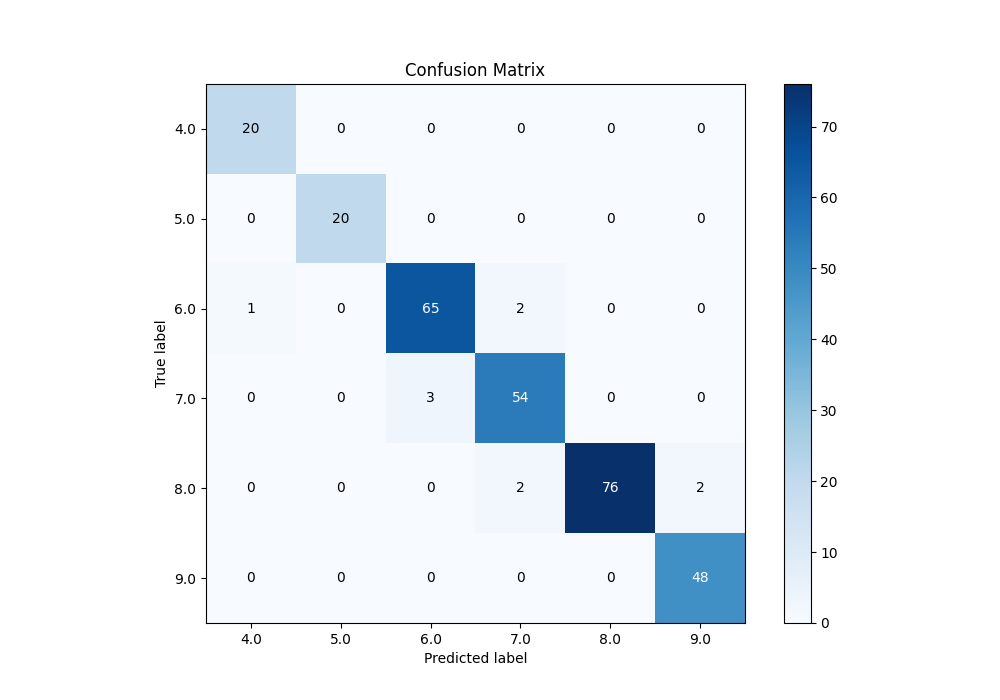 Confusion Matrix
4.0 20 0 0 0 0 0
5.0 0 20 0 0 0 0
6.0 1 0 65 2 0 0
7.0 0 0 3 54 0 0
8.0 0 0 0 2 76 2
9.0 0 0 0 0 0 48
4.0 5.0 6.0 7.0 8.0 9.0
Predicted label
True label
70
60
50
40
30
20
10
0